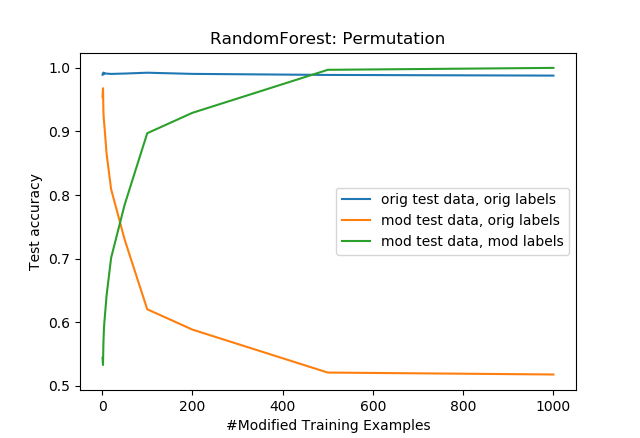 RandomForest: Permutation
1.0
0.9
0.8
0.7
0.6
0.5
Test accuracy
orig test data, orig labels
mod test data, orig labels
mod test data, mod labels
0 200 400 600 800 1000
#Modified Training Examples